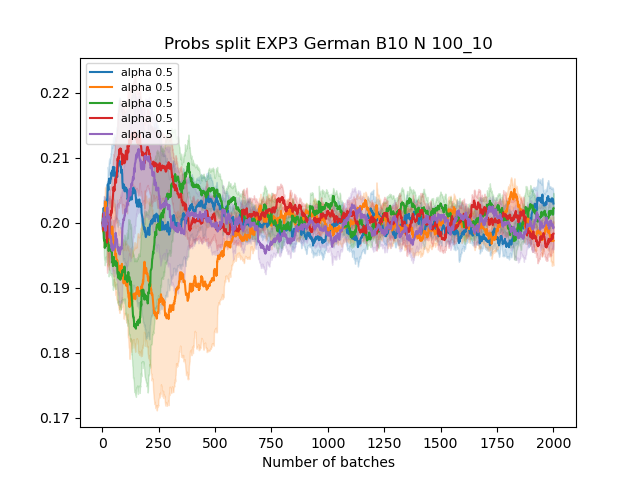 Probs split EXP3 German B10 N 100_10
alpha 0.5
alpha 0.5
alpha 0.5
alpha 0.5
alpha 0.5
0.22
0.21
0.20
0.19
0.18
0.17
0 250 500 750 1000 1250 1500 1750 2000
Number of batches